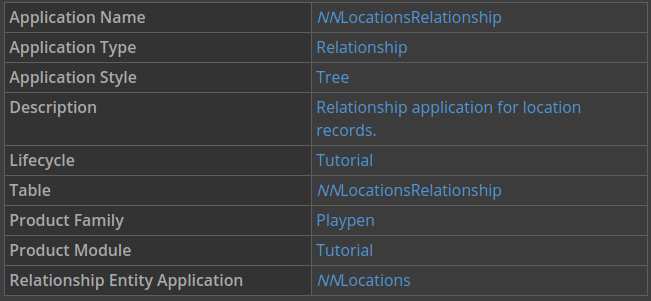 Application Name NNLocationsRelationship
Application Type Relationship
Application Style Tree
Description Relationship application for location
records.
Lifecycle Tutorial
Table NNLocationsRelationship
Product Family Playpen
Product Module Tutorial
Relationship Entity Application NNLocations